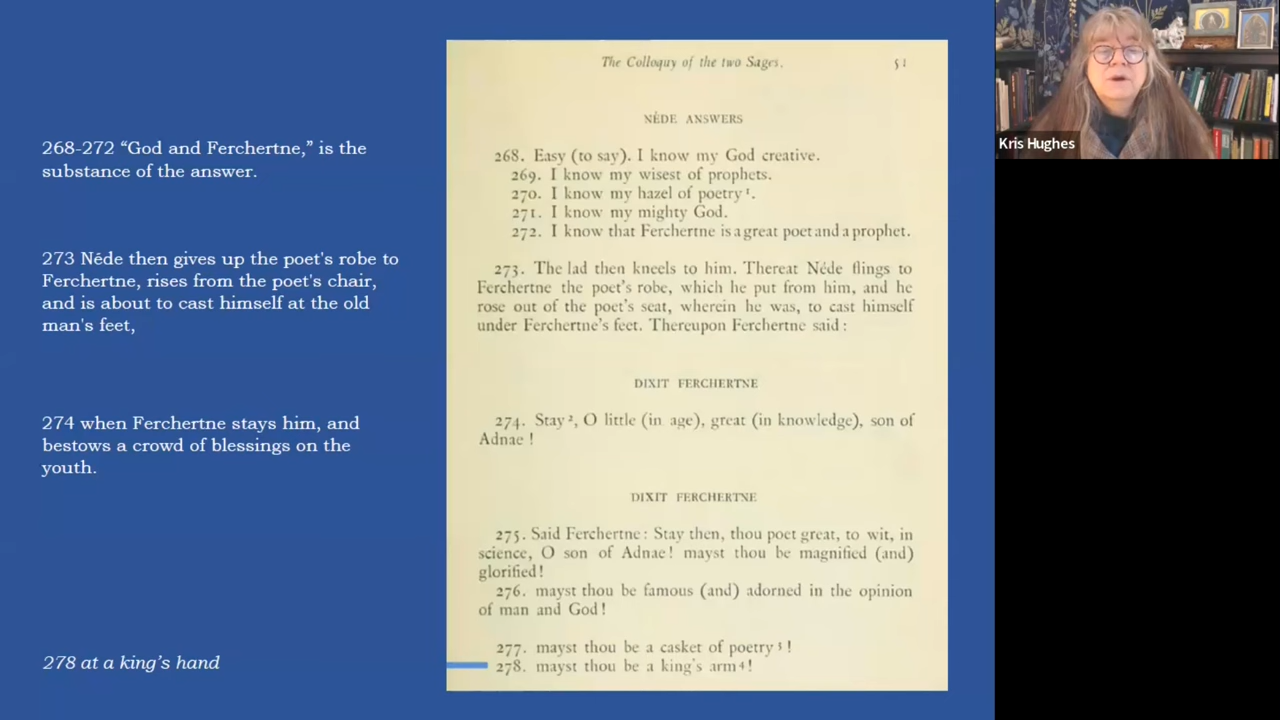 268-272 “God and Ferchertne,” is the
substance of the answer.
273 Néde then gives up the poet's robe to
Ferchertne, rises from the poet's chair,
and is about to cast himself at the old
man's feet,
274 when Ferchertne stays him, and
bestows a crowd of blessings on the
youth.
278 at a king’s hand
The Colloquy of the two Sages. 51
NÉDE ANSWERS
268. Easy (to say). I know my God creative.
269. I know my wisest of prophets.
270. I know my hazel of poetry¹.
271. I know my mighty God.
272. I know that Ferchertne is a great poet and a prophet.
273. The lad then kneels to him. Thereat Néde flings to
Ferchertne the poet's robe, which he put from him, and he
rose out of the poet's seat, wherein he was, to cast himself
under Ferchertne's feet. Thereupon Ferchertne said :
DIXIT FERCHERTNE
274. Stay², O little (in age), great (in knowledge), son of
Adnae !
DIXIT FERCHERTNE
275. Said Ferchertne : Stay then, thou poet great, to wit, in
science, O son of Adnae! mayst thou be magnified (and)
glorified !
276. mayst thou be famous (and) adorned in the opinion
of man and God !
277. mayst thou be a casket of poetry ³ !
278. mayst thou be a king's arm ⁴ !
Kris Hughes